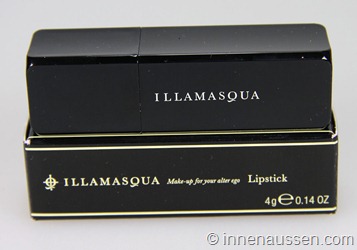 ILLAMASQUA
ILLAMASQUA Make-up for your alter ego Lipstick
4g ℮ 0.14 OZ
© innenaussen.com